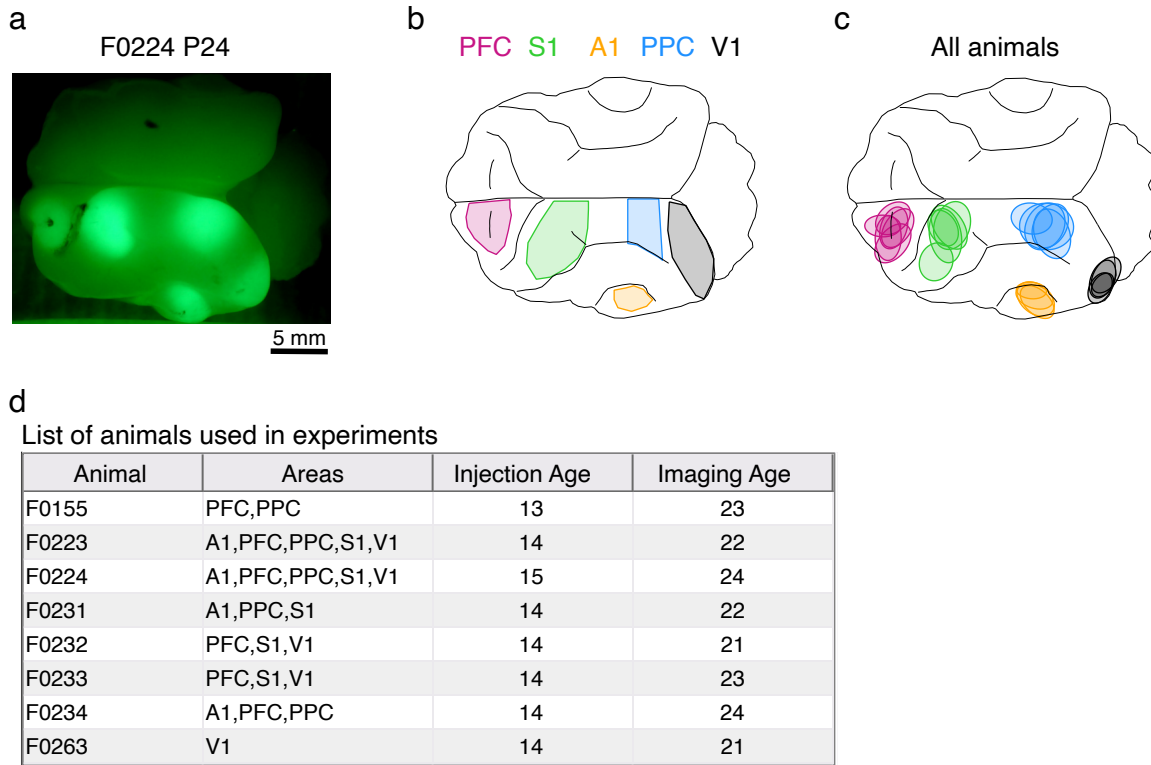 a
F0224 P24
5 mm
b
PFC S1 A1 PPC V1
c
All animals
d
List of animals used in experiments
Animal Areas Injection Age Imaging Age
F0155 PFC,PPC 13 23
F0223 A1,PFC,PPC,S1,V1 14 22
F0224 A1,PFC,PPC,S1,V1 15 24
F0231 A1,PPC,S1 14 22
F0232 PFC,S1,V1 14 21
F0233 PFC,S1,V1 14 23
F0234 A1,PFC,PPC 14 24
F0263 V1 14 21